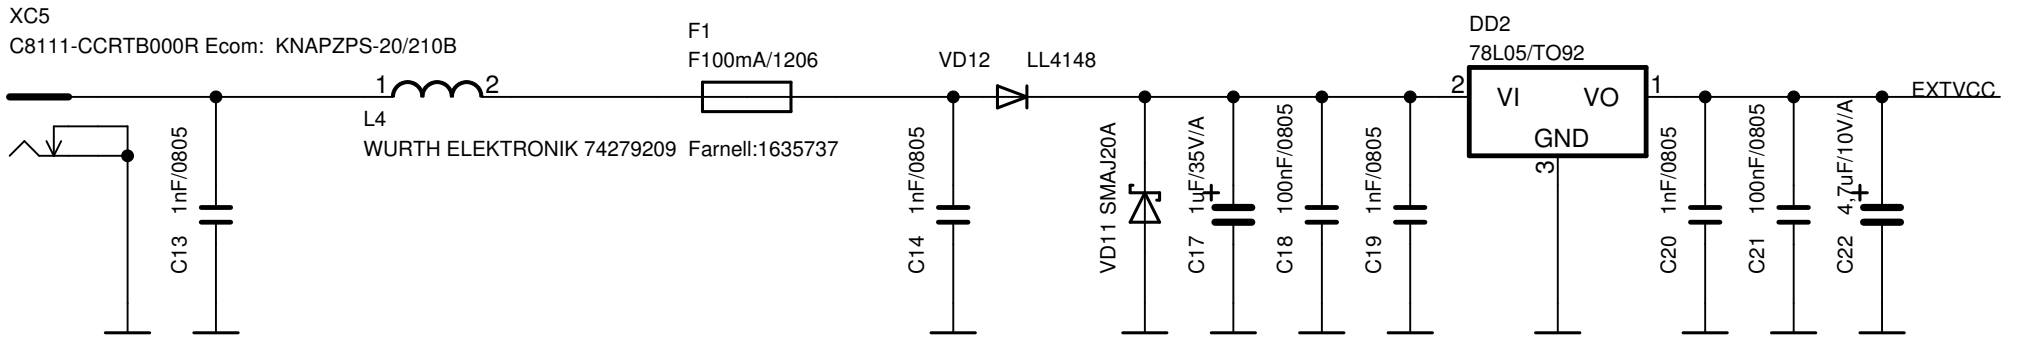 XC5
C8111-CCRTB000R Ecom: KNAPZPS-20/210B
F1
F100mA/1206
VD12 LL4148
DD2
78L05/TO92
1 2
L4
WURTH ELEKTRONIK 74279209 Farnell:1635737
2 VI VO 1
GND
3
EXTVCC
C13 1nF/0805
C14 1nF/0805
VD11 SMAJ20A
C17 1uF/35V/A
+
C18 100nF/0805
C19 1nF/0805
C20 1nF/0805
C21 100nF/0805
C22 4,7uF/10V/A
+